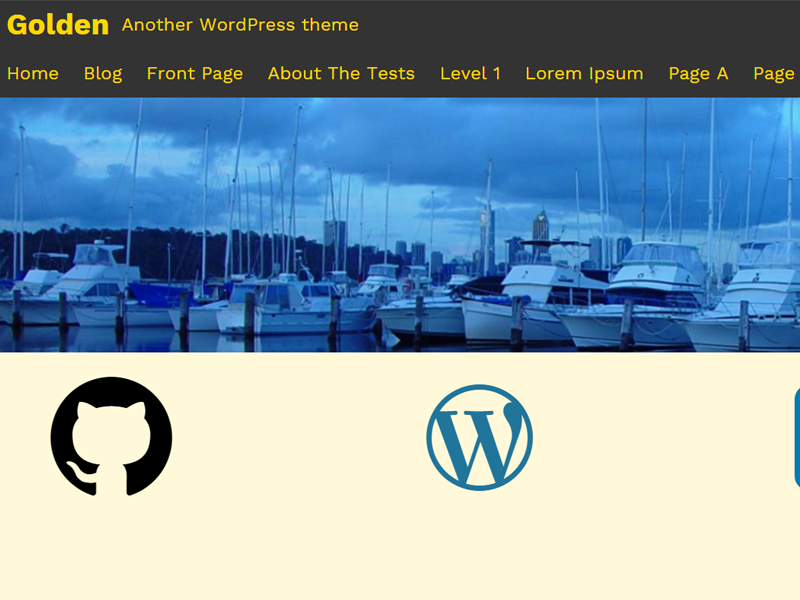 Golden Another WordPress theme
Home Blog Front Page About The Tests Level 1 Lorem Ipsum Page A Page
W